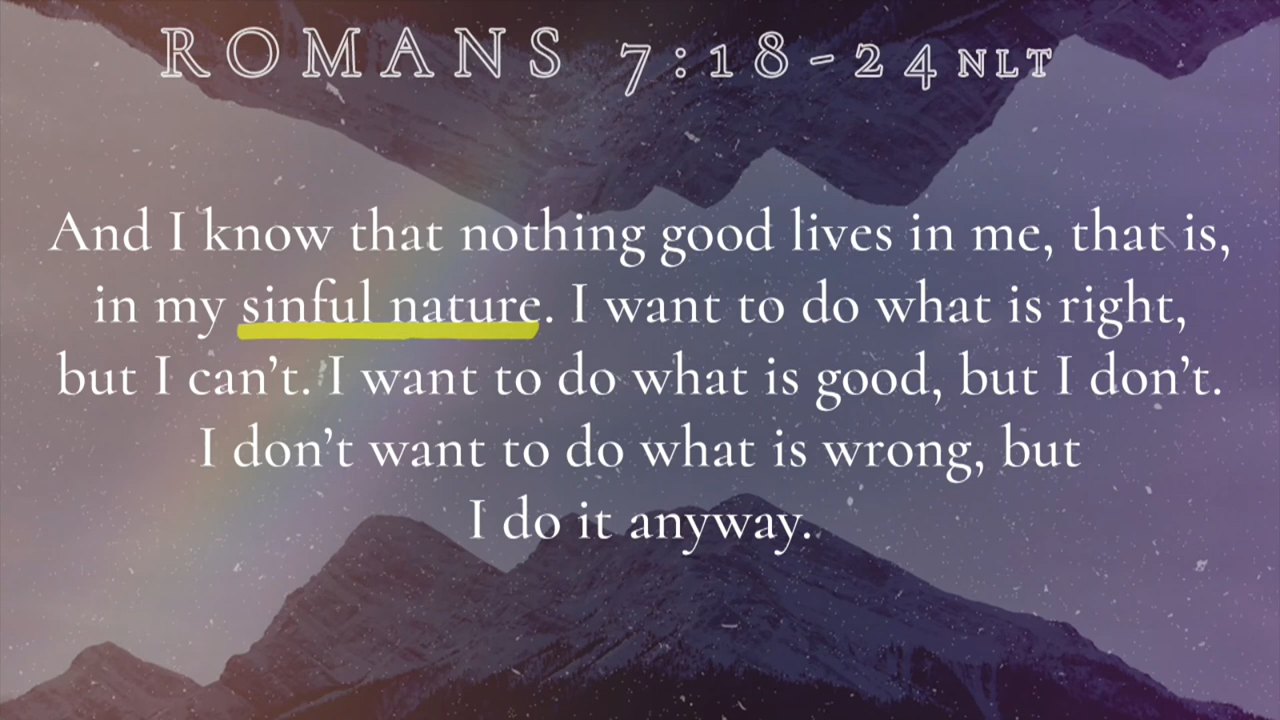 ROMANS 7:18-24 NLT
And I know that nothing good lives in me, that is,
in my sinful nature. I want to do what is right,
but I can’t. I want to do what is good, but I don’t.
I don’t want to do what is wrong, but
I do it anyway.